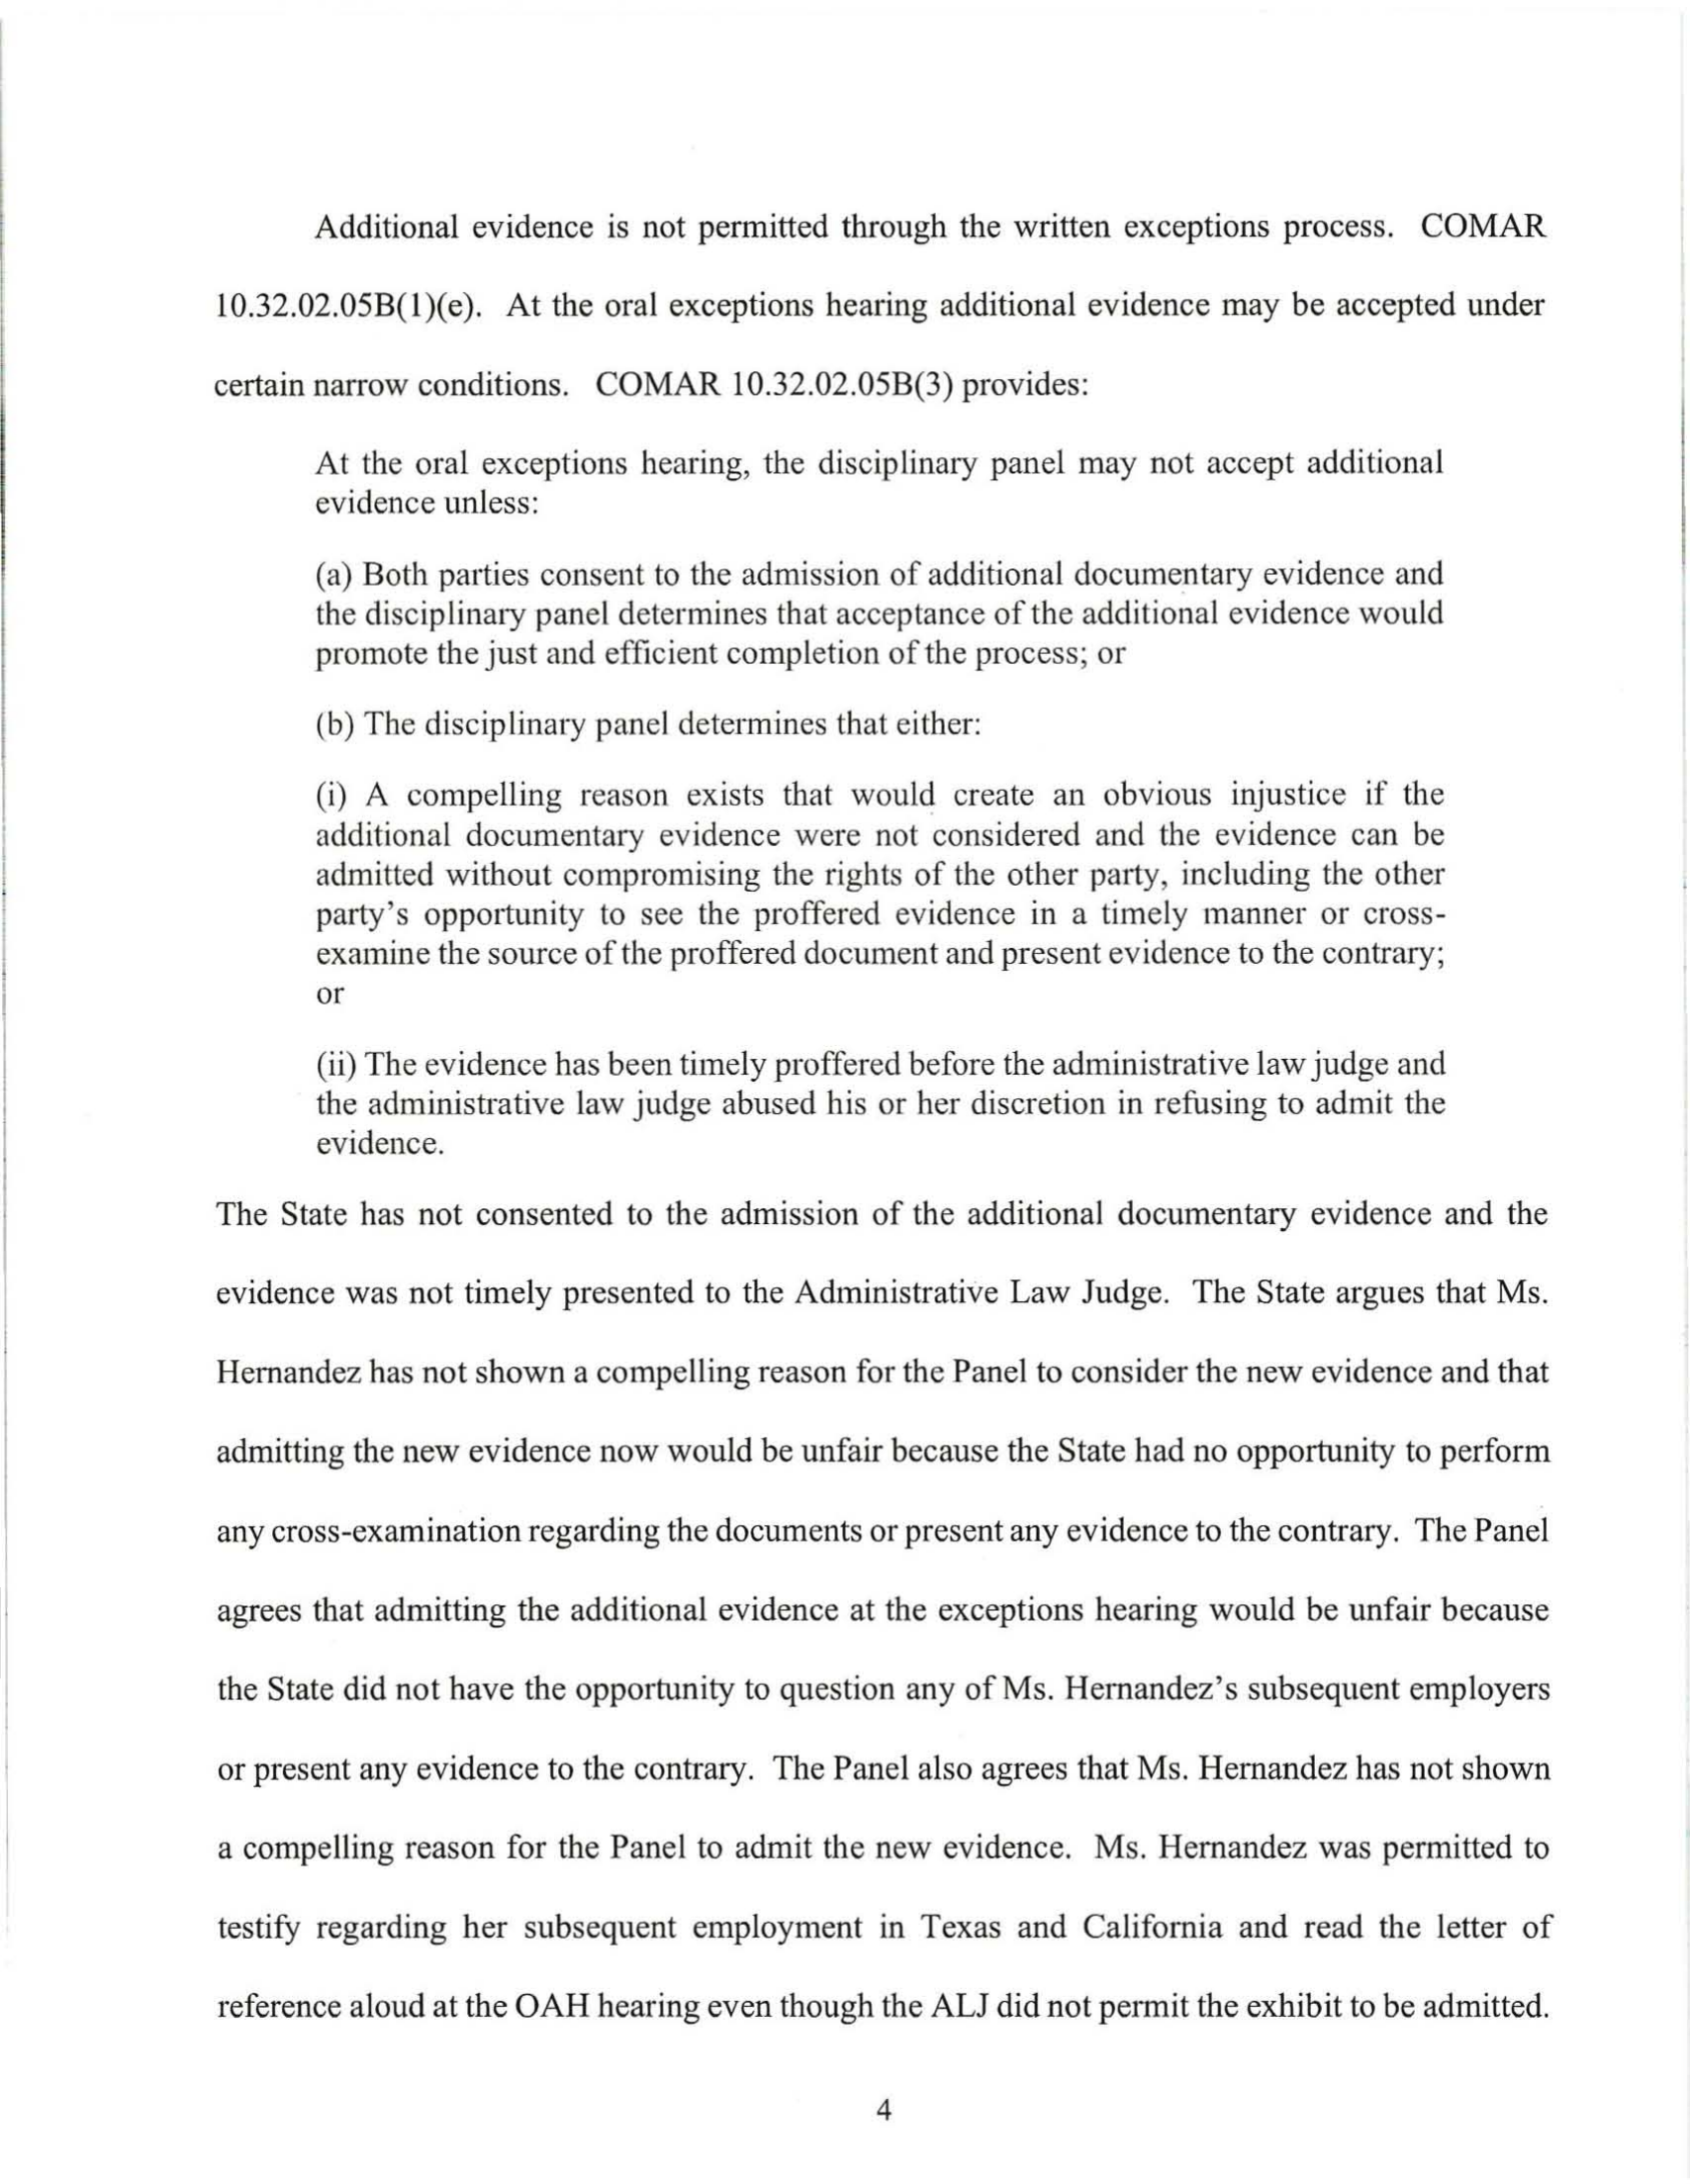 Additional evidence is not permitted through the written exceptions process. COMAR
10.32.02.05B(1)(e). At the oral exceptions hearing additional evidence may be accepted under
certain narrow conditions. COMAR 10.32.02.05B(3) provides:
At the oral exceptions hearing, the disciplinary panel may not accept additional
evidence unless:
(a) Both parties consent to the admission of additional documentary evidence and
the disciplinary panel determines that acceptance of the additional evidence would
promote the just and efficient completion of the process; or
(b) The disciplinary panel determines that either:
(i) A compelling reason exists that would create an obvious injustice if the
additional documentary evidence were not considered and the evidence can be
admitted without compromising the rights of the other party, including the other
party's opportunity to see the proffered evidence in a timely manner or cross-
examine the source of the proffered document and present evidence to the contrary;
or
(ii) The evidence has been timely proffered before the administrative law judge and
the administrative law judge abused his or her discretion in refusing to admit the
evidence.
The State has not consented to the admission of the additional documentary evidence and the
evidence was not timely presented to the Administrative Law Judge. The State argues that Ms.
Hernandez has not shown a compelling reason for the Panel to consider the new evidence and that
admitting the new evidence now would be unfair because the State had no opportunity to perform
any cross-examination regarding the documents or present any evidence to the contrary. The Panel
agrees that admitting the additional evidence at the exceptions hearing would be unfair because
the State did not have the opportunity to question any of Ms. Hernandez's subsequent employers
or present any evidence to the contrary. The Panel also agrees that Ms. Hernandez has not shown
a compelling reason for the Panel to admit the new evidence. Ms. Hernandez was permitted to
testify regarding her subsequent employment in Texas and California and read the letter of
reference aloud at the OAH hearing even though the ALJ did not permit the exhibit to be admitted.
4